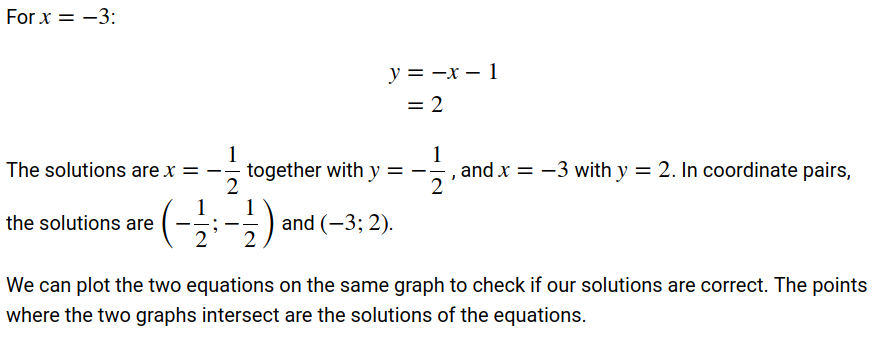 For x = −3:
y = −x − 1
= 2
The solutions are x = −1/2 together with y = −1/2, and x = −3 with y = 2. In coordinate pairs,
the solutions are (−1/2; −1/2) and (−3; 2).
We can plot the two equations on the same graph to check if our solutions are correct. The points
where the two graphs intersect are the solutions of the equations.